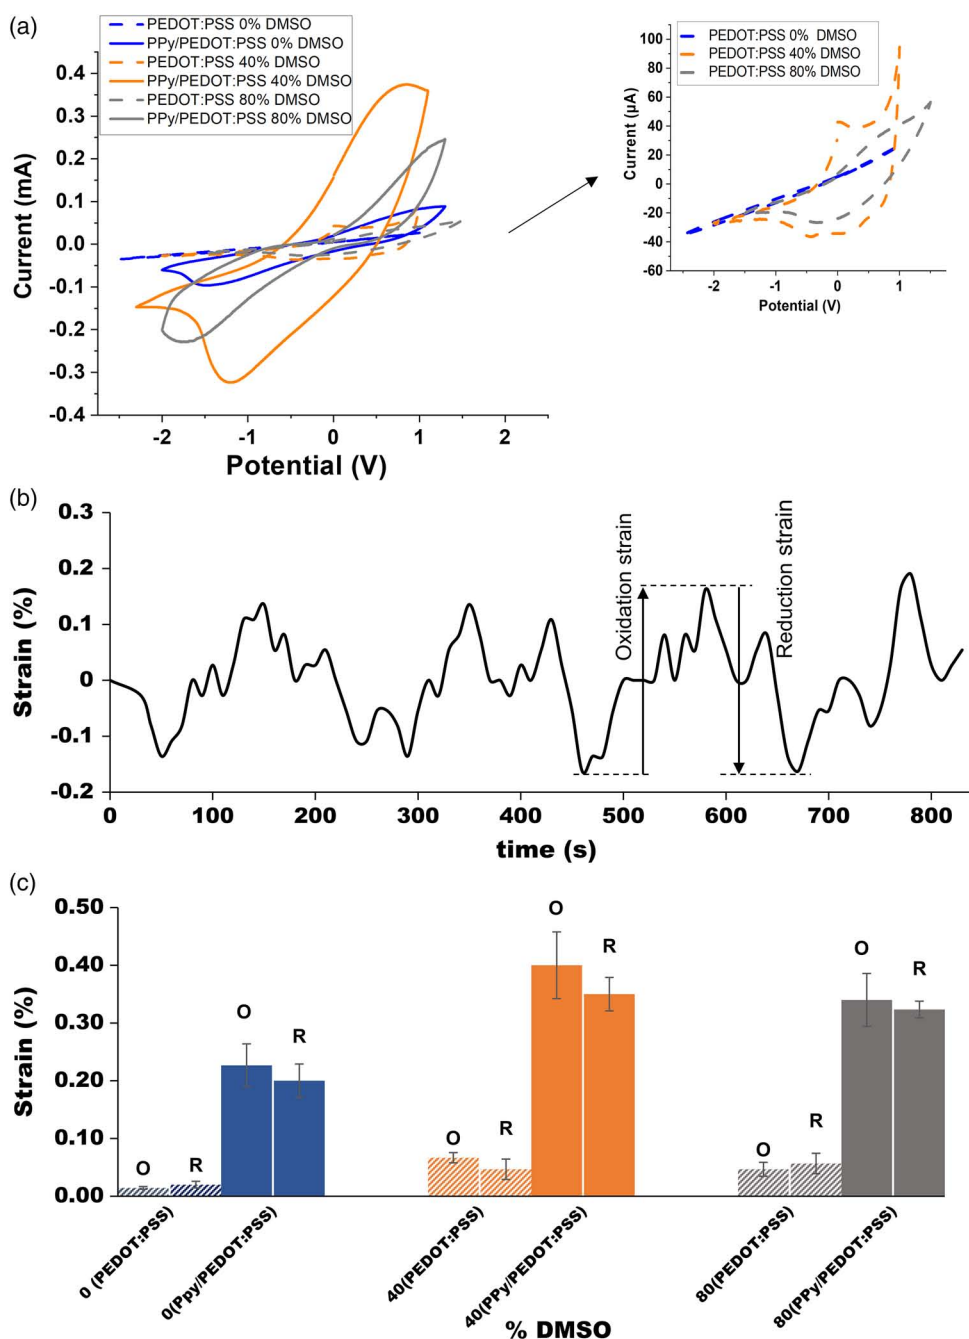 (a)
PEDOT:PSS 0% DMSO
PPy/PEDOT:PSS 0% DMSO
PEDOT:PSS 40% DMSO
PPy/PEDOT:PSS 40% DMSO
PEDOT:PSS 80% DMSO
PPy/PEDOT:PSS 80% DMSO
Current (mA)
0.4
0.3
0.2
0.1
0.0
-0.1
-0.2
-0.3
-0.4
-2
-1
0
1
2
Potential (V)
PEDOT:PSS 0% DMSO
PEDOT:PSS 40% DMSO
PEDOT:PSS 80% DMSO
Current (µA)
100
80
60
40
20
0
-20
-40
-60
-2
-1
0
1
Potential (V)
(b)
Strain (%)
0.3
0.2
0.1
0
-0.1
-0.2
Oxidation strain
Reduction strain
0
100
200
300
400
500
600
700
800
time (s)
(c)
Strain (%)
0.50
0.40
0.30
0.20
0.10
0.00
O
R
O
R
O
R
O
R
O
R
O
R
0 (PEDOT:PSS)
0(Ppy/PEDOT:PSS)
40(PEDOT:PSS)
40(PPy/PEDOT:PSS)
80(PEDOT:PSS)
80(PPy/PEDOT:PSS)
% DMSO